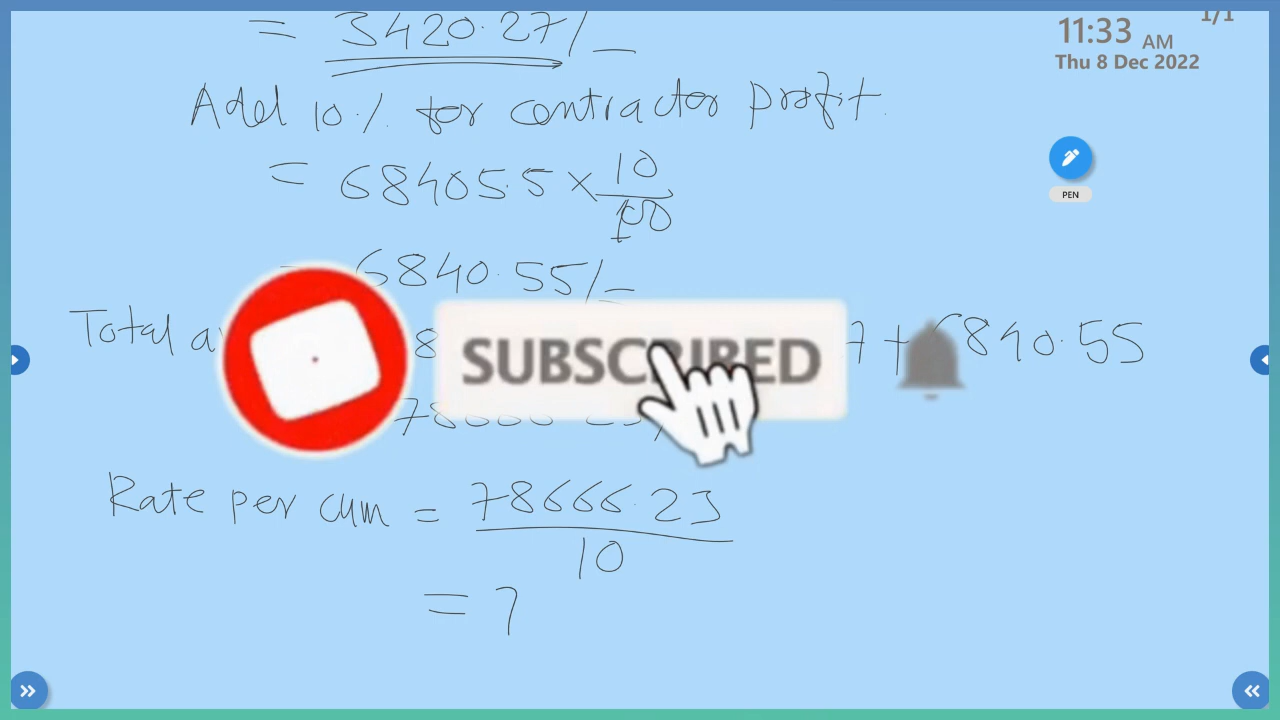 = 3420.27/_
1/1
11:33 AM
Thu 8 Dec 2022
Add 10 ·/. for contractor profit.
= 68405.5 × 10/100
PEN
= 6840.55/_
Total 8 7 + 6840.55
SUBSCRIBED
Rate per cum = 78666.23/10
= 7